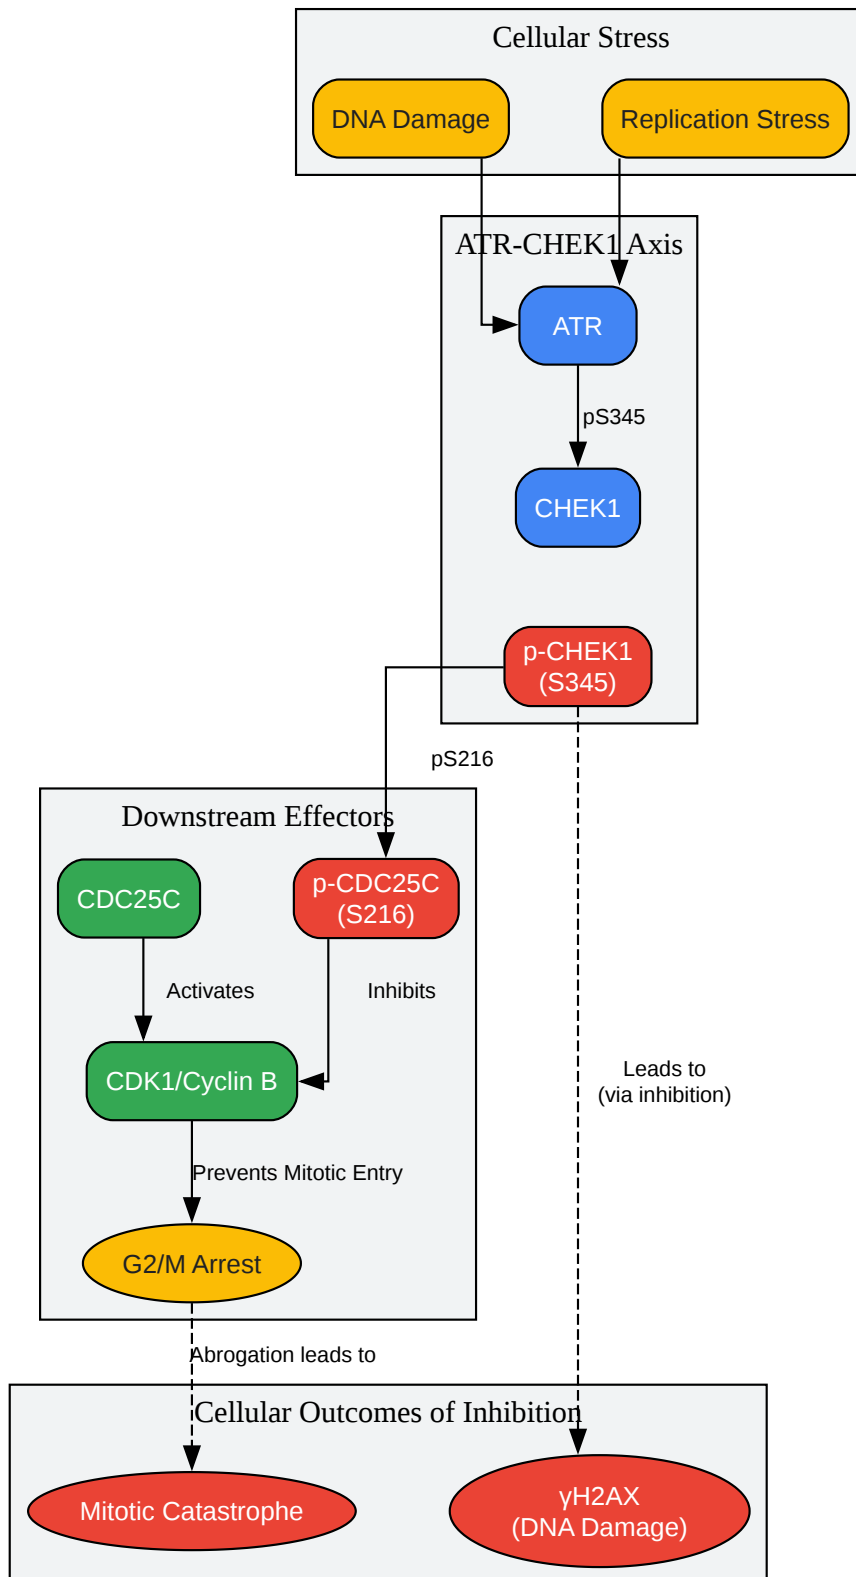 Cellular Stress
DNA Damage
Replication Stress
ATR-CHEK1 Axis
ATR
pS345
CHEK1
p-CHEK1
(S345)
pS216
Downstream Effectors
CDC25C
p-CDC25C
(S216)
Activates
Inhibits
CDK1/Cyclin B
Leads to
(via inhibition)
Prevents Mitotic Entry
G2/M Arrest
Abrogation leads to
Cellular Outcomes of Inhibition
Mitotic Catastrophe
γH2AX
(DNA Damage)